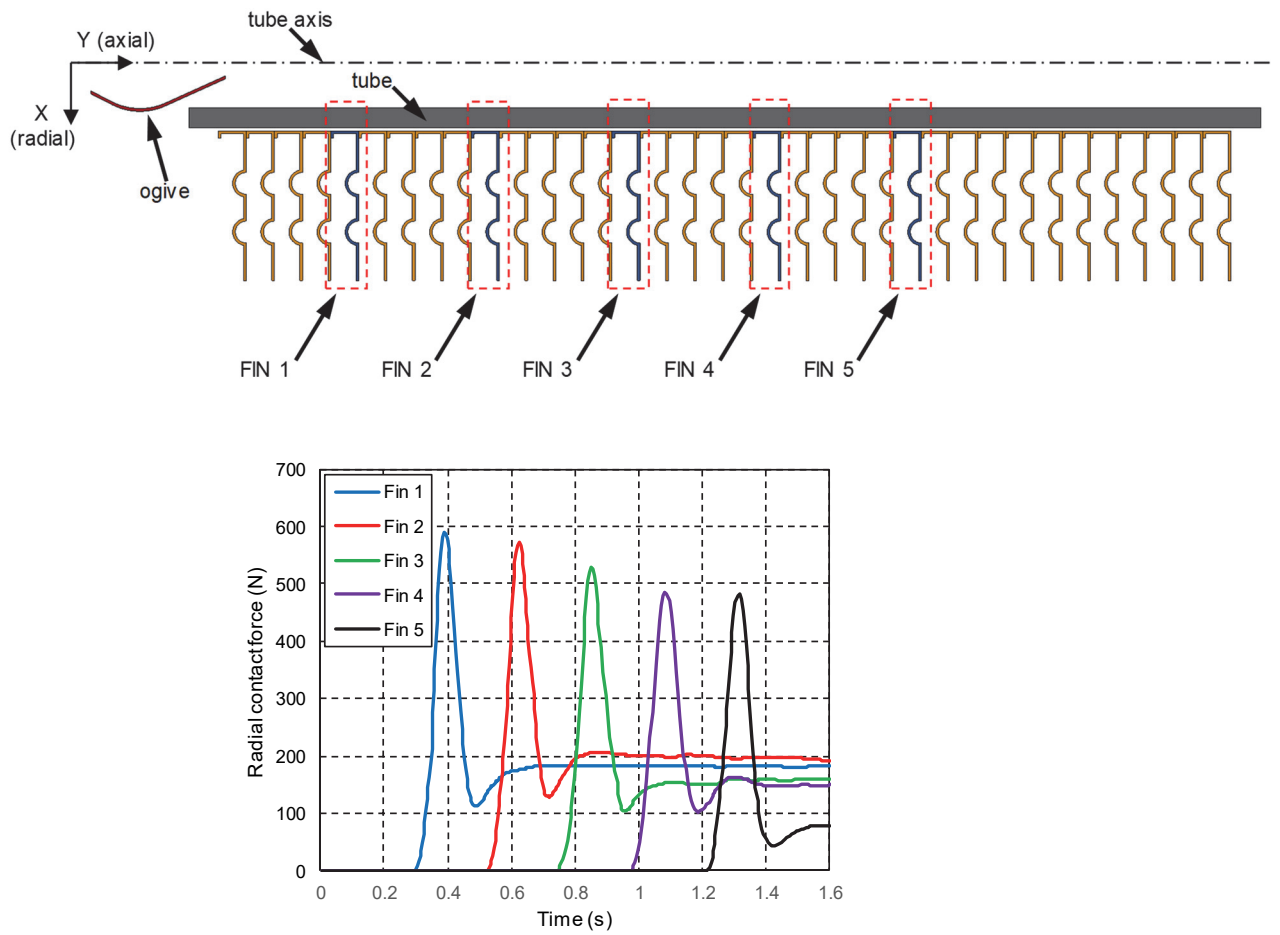 tube axis
Y (axial)
tube
X
(radial)
ogive
FIN 1
FIN 2
FIN 3
FIN 4
FIN 5
700
600
500
400
300
200
100
0
Radial contact force (N)
Fin 1
Fin 2
Fin 3
Fin 4
Fin 5
0 0.2 0.4 0.6 0.8 1 1.2 1.4 1.6
Time (s)